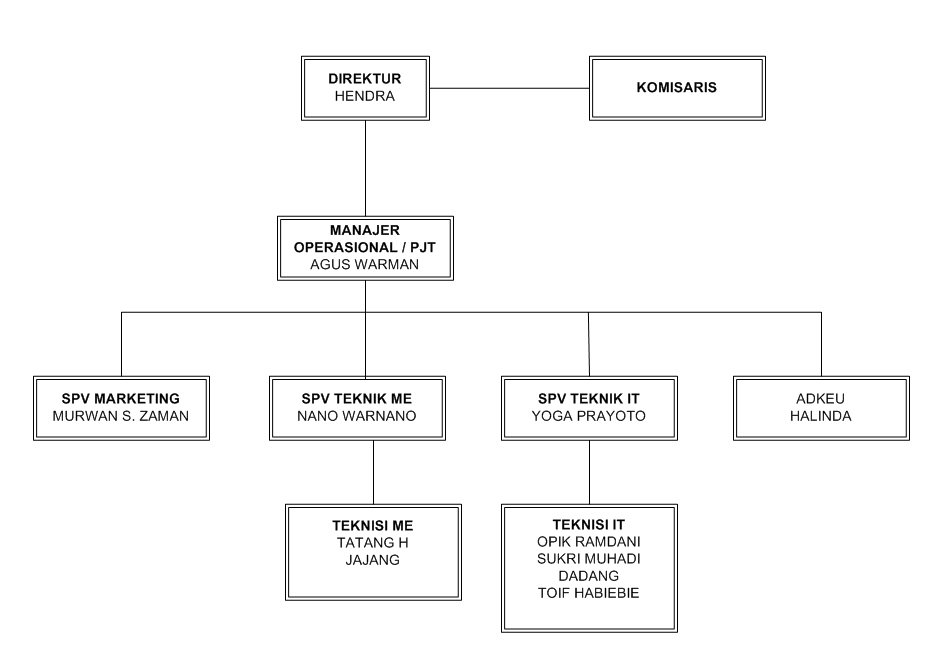 DIREKTUR
HENDRA
KOMISARIS
MANAJER
OPERASIONAL / PJT
AGUS WARMAN
SPV MARKETING
MURWAN S. ZAMAN
SPV TEKNIK ME
NANO WARNANO
SPV TEKNIK IT
YOGA PRAYOTO
ADKEU
HALINDA
TEKNISI ME
TATANG H
JAJANG
TEKNISI IT
OPIK RAMDANI
SUKRI MUHADI
DADANG
TOIF HABIEBIE